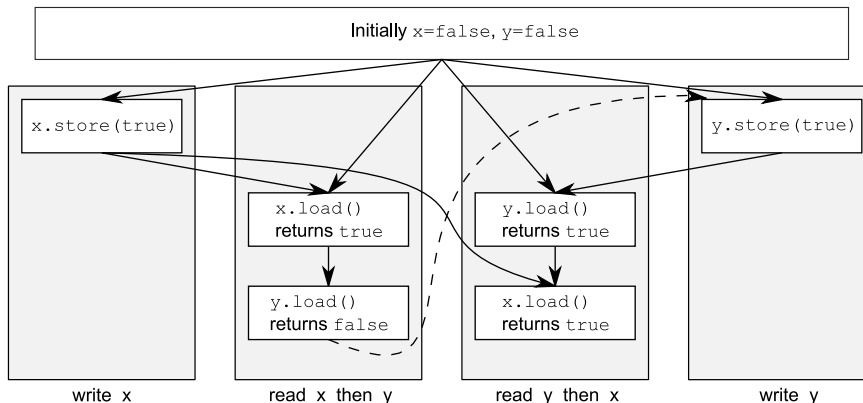 Initially x=false, y=false
x.store(true)
y.store(true)
x.load()
returns true
y.load()
returns true
y.load()
returns false
x.load()
returns true
write x
read x then y
read y then x
write y